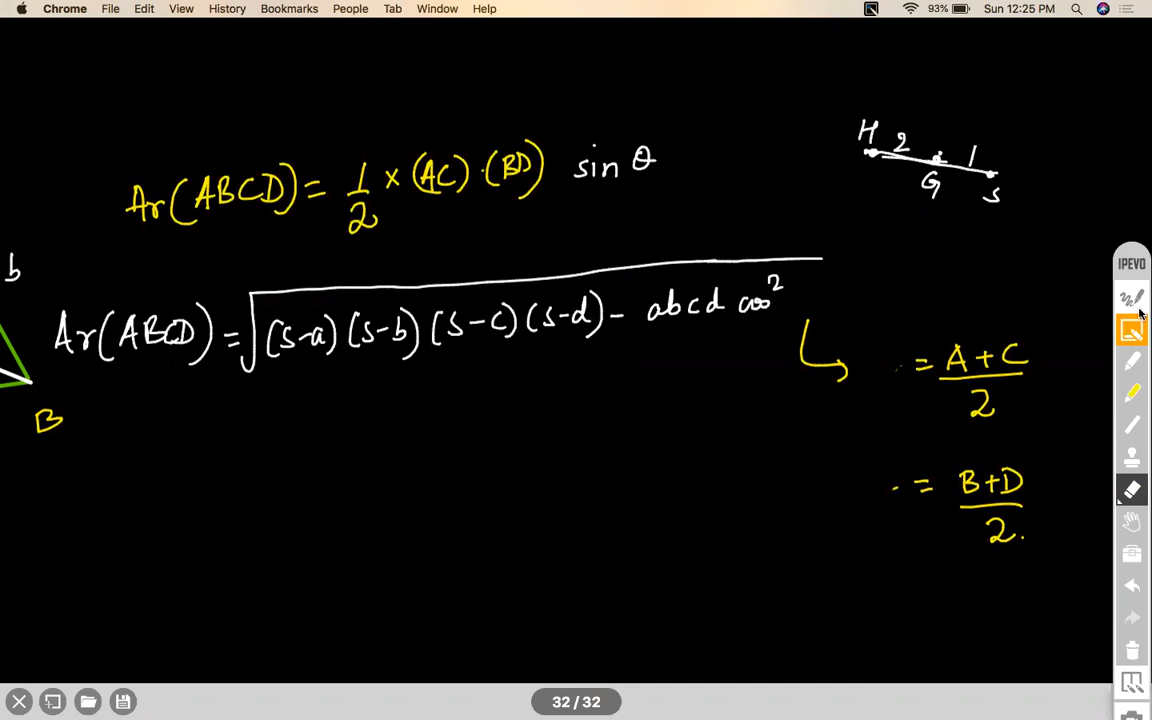 Chrome File Edit View History Bookmarks People Tab Window Help 93% Sun 12:25 PM
H 2 1
G S
Ar(ABCD) = 1/2 × (AC)·(BD) sin θ
b
IPEVO
Ar(ABCD) = √(s-a)(s-b)(s-c)(s-d) - abcd cos²
= A+C/2
B
= B+D/2.
32 / 32